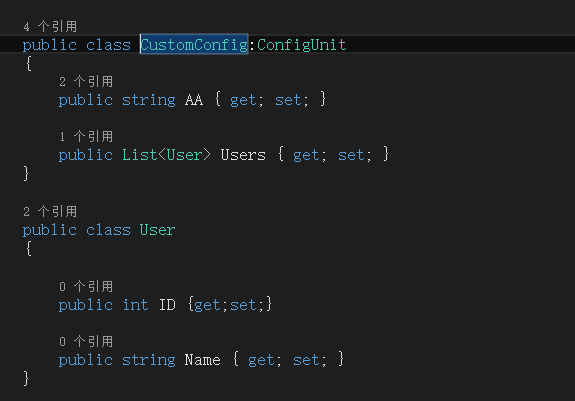 4 个引用
public class CustomConfig:ConfigUnit
{
2 个引用
public string AA { get; set; }
1 个引用
public List<User> Users { get; set; }
}
2 个引用
public class User
{
0 个引用
public int ID {get;set;}
0 个引用
public string Name { get; set; }
}